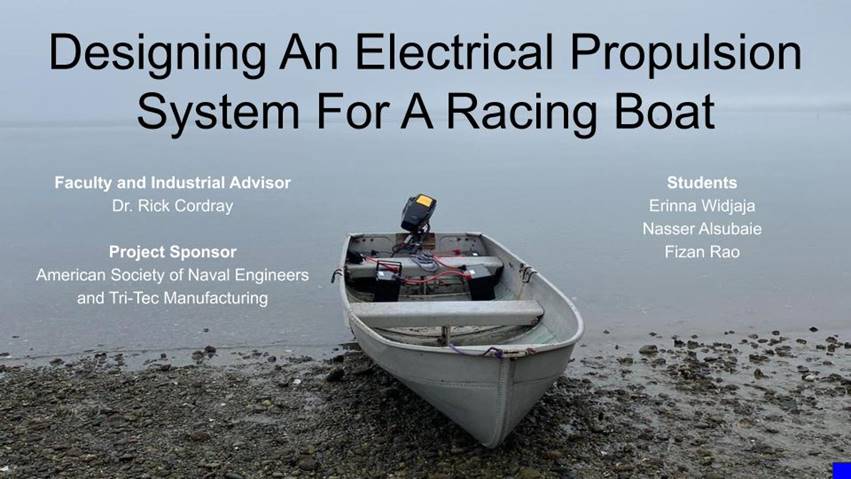 Designing An Electrical Propulsion
System For A Racing Boat
Faculty and Industrial Advisor
Dr. Rick Cordray
Project Sponsor
American Society of Naval Engineers
and Tri-Tec Manufacturing
Students
Erinna Widjaja
Nasser Alsubaie
Fizan Rao